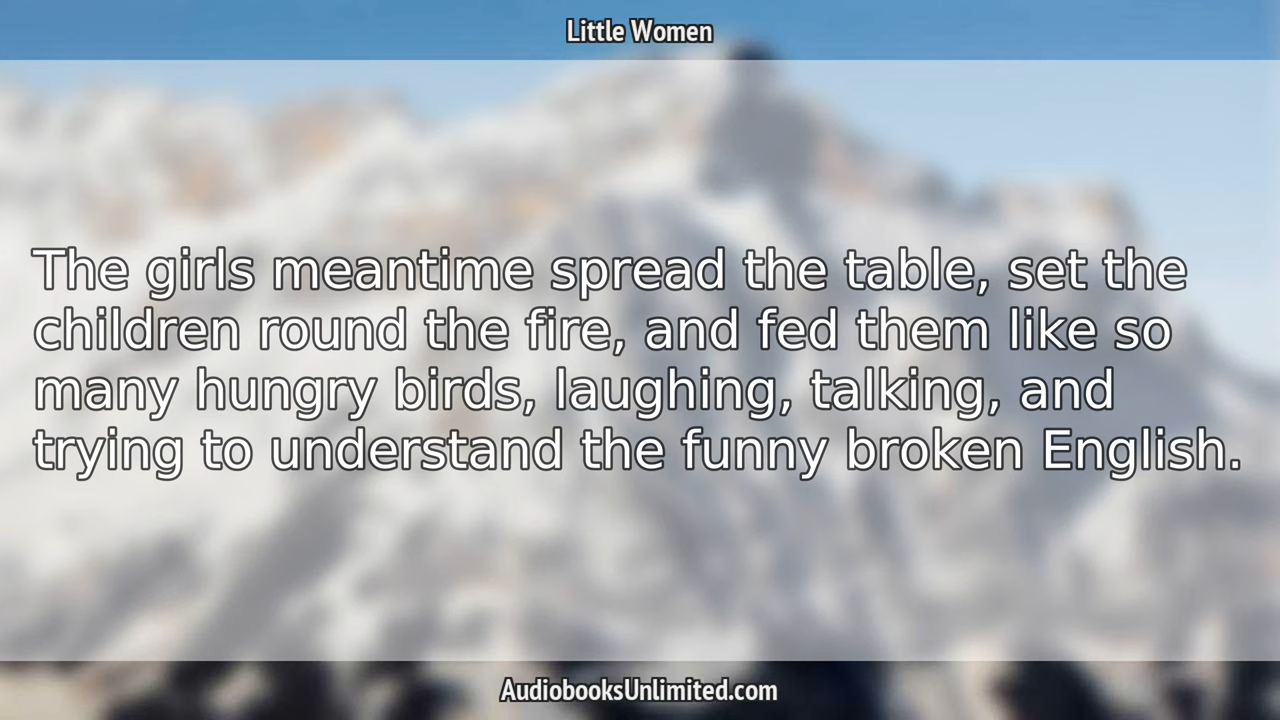 Little Women
The girls meantime spread the table, set the
children round the fire, and fed them like so
many hungry birds, laughing, talking, and
trying to understand the funny broken English.
AudiobooksUnlimited.com